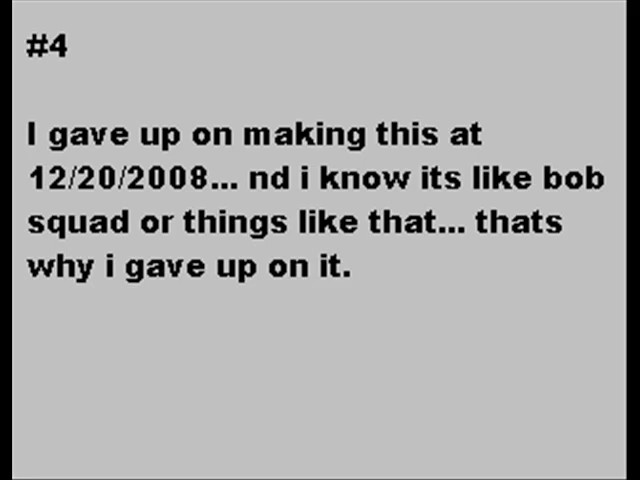 #4
I gave up on making this at
12/20/2008... nd i know its like bob
squad or things like that... thats
why i gave up on it.